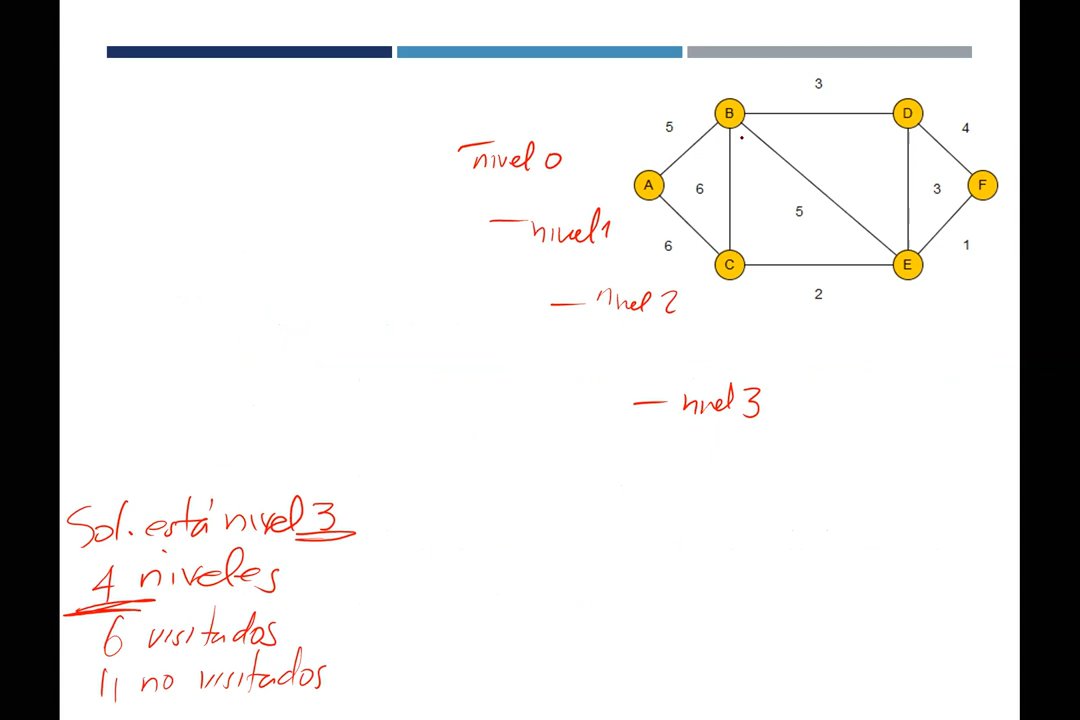 3
B
D
5
4
nivel 0
A
6
3
F
5
nivel 1
6
1
C
E
2
nivel 2
nivel 3
Sol. está nivel 3
4 niveles
6 visitados
11 no visitados